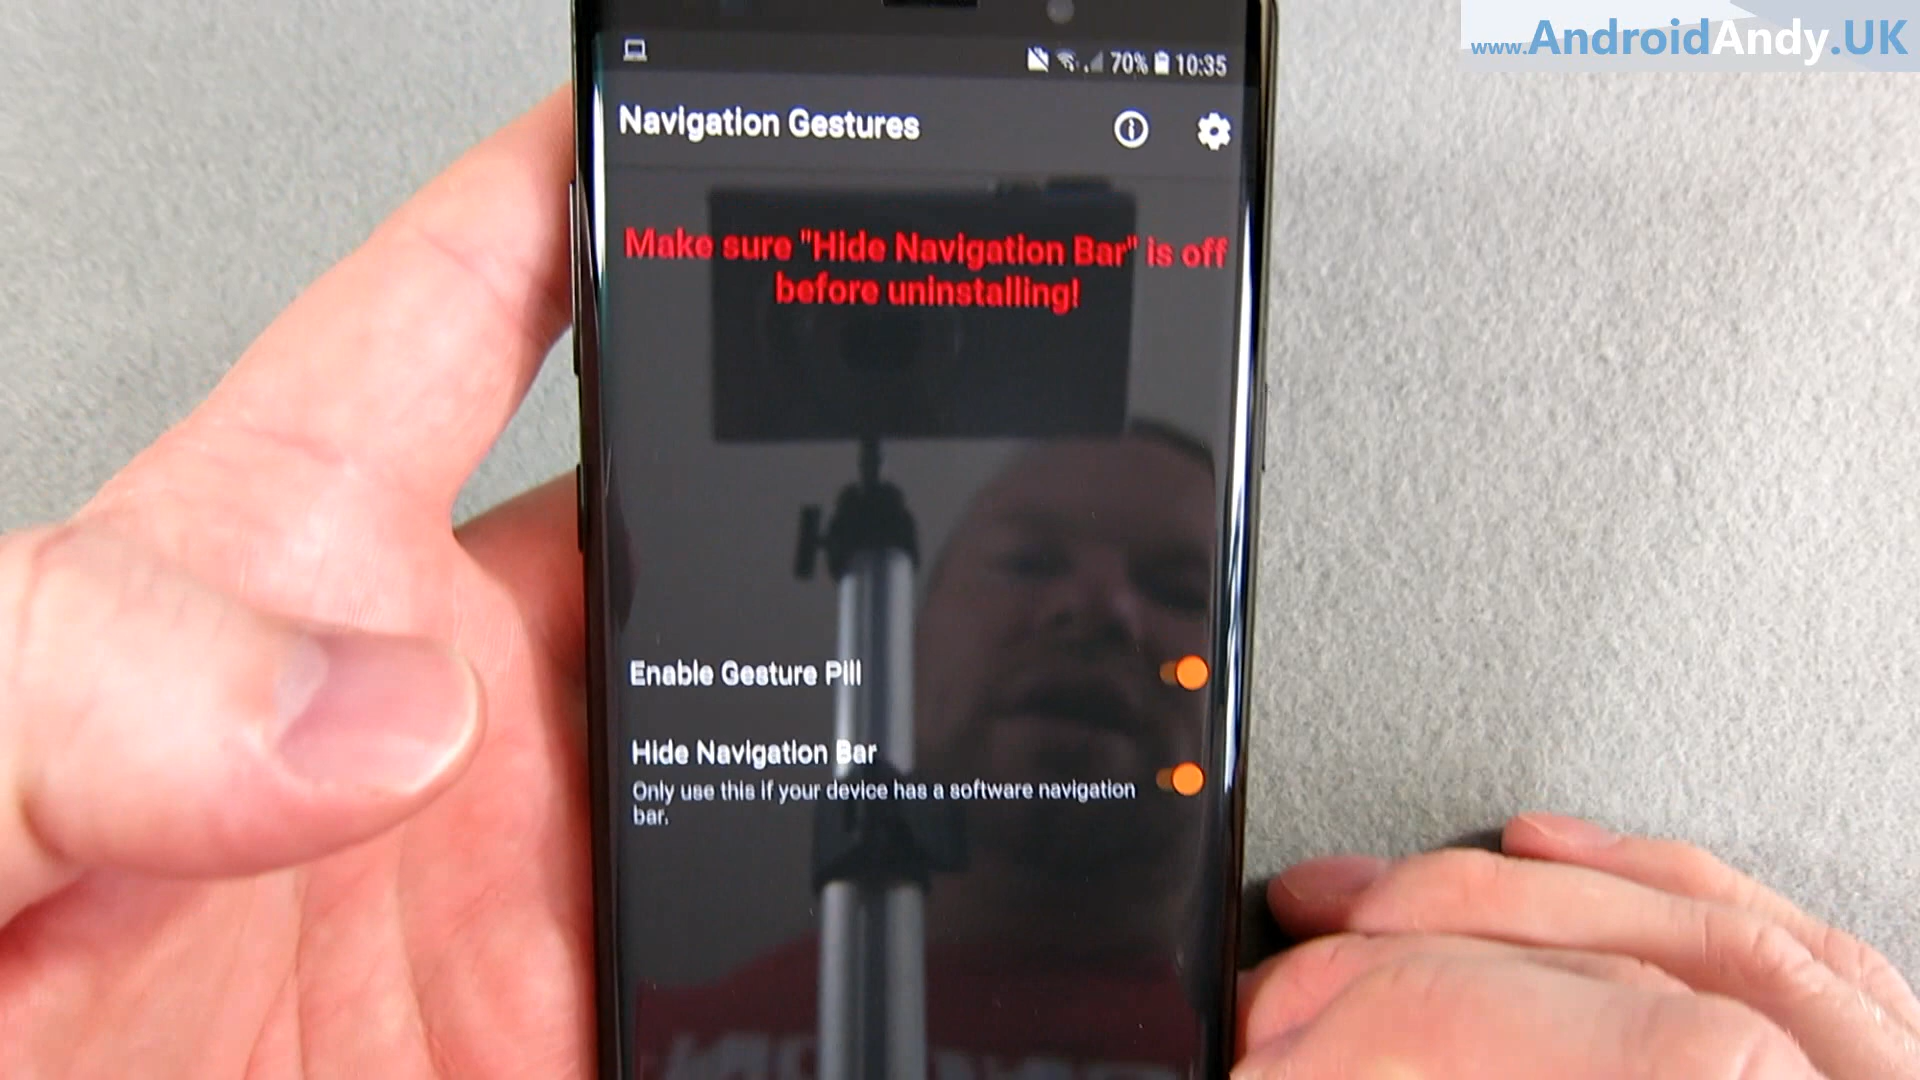 www.AndroidAndy.UK
70% 10:35
Navigation Gestures
Make sure "Hide Navigation Bar" is off
before uninstalling!
Enable Gesture Pill
Hide Navigation Bar
Only use this if your device has a software navigation
bar.